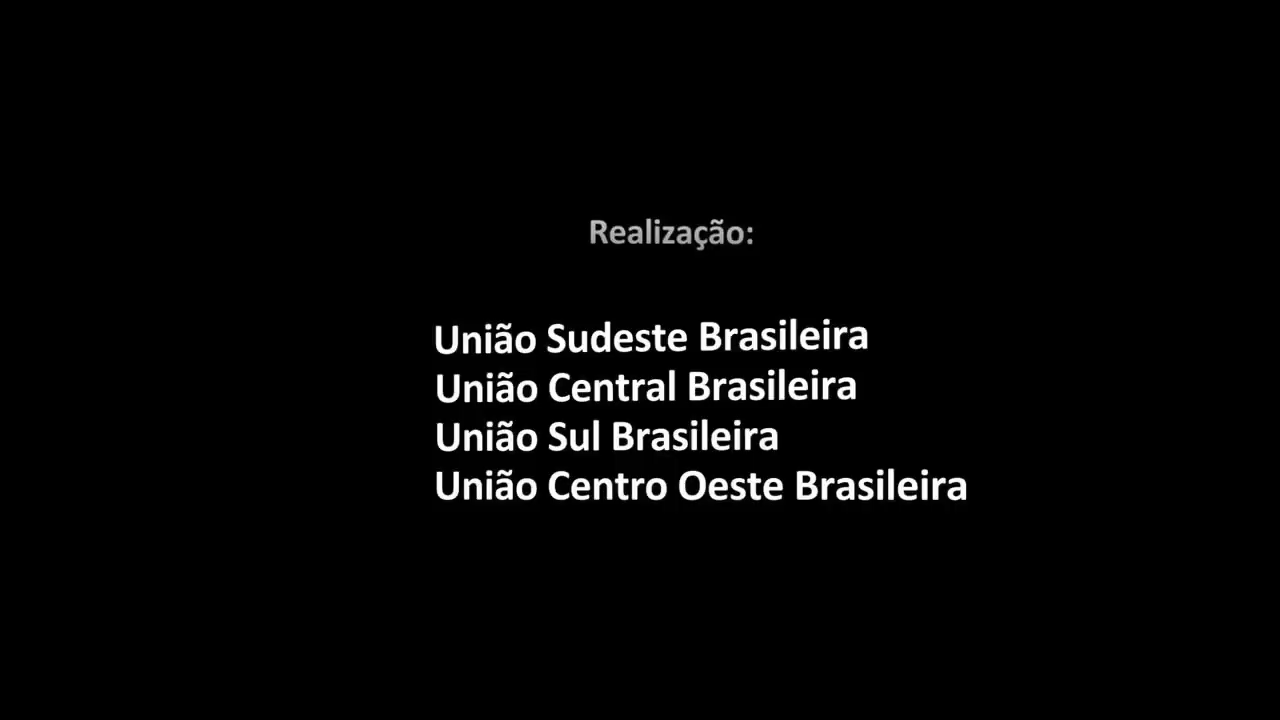 Realização:
União Sudeste Brasileira
União Central Brasileira
União Sul Brasileira
União Centro Oeste Brasileira